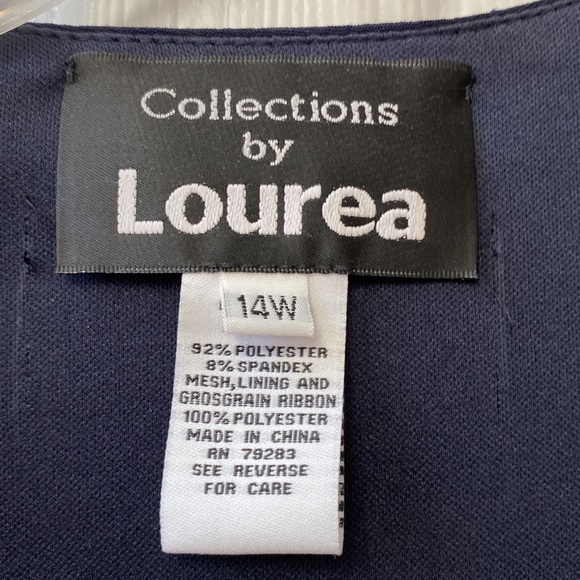 Collections
by
Lourea
14W
92% POLYESTER
8% SPANDEX
MESH, LINING AND
GROSGRAIN RIBBON
100% POLYESTER
MADE IN CHINA
RN 79283
SEE REVERSE
FOR CARE